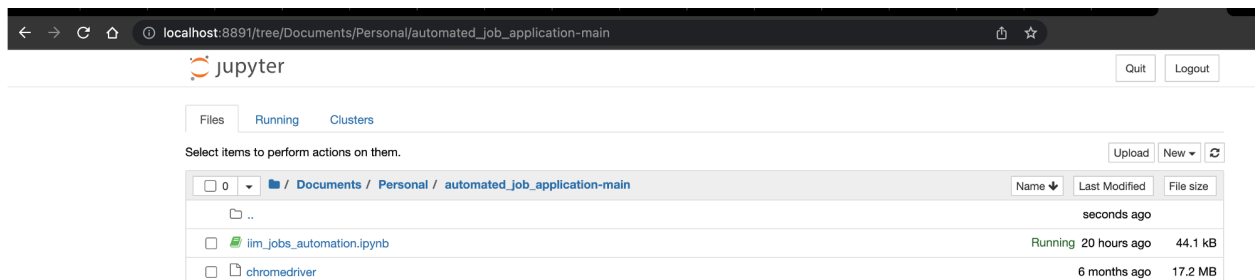 localhost:8891/tree/Documents/Personal/automated_job_application-main
jupyter
Quit Logout
Files Running Clusters
Select items to perform actions on them.
Upload New
0 / Documents / Personal / automated_job_application-main
Name Last Modified File size
..
seconds ago
iim_jobs_automation.ipynb Running 20 hours ago 44.1 kB
chromedriver 6 months ago 17.2 MB